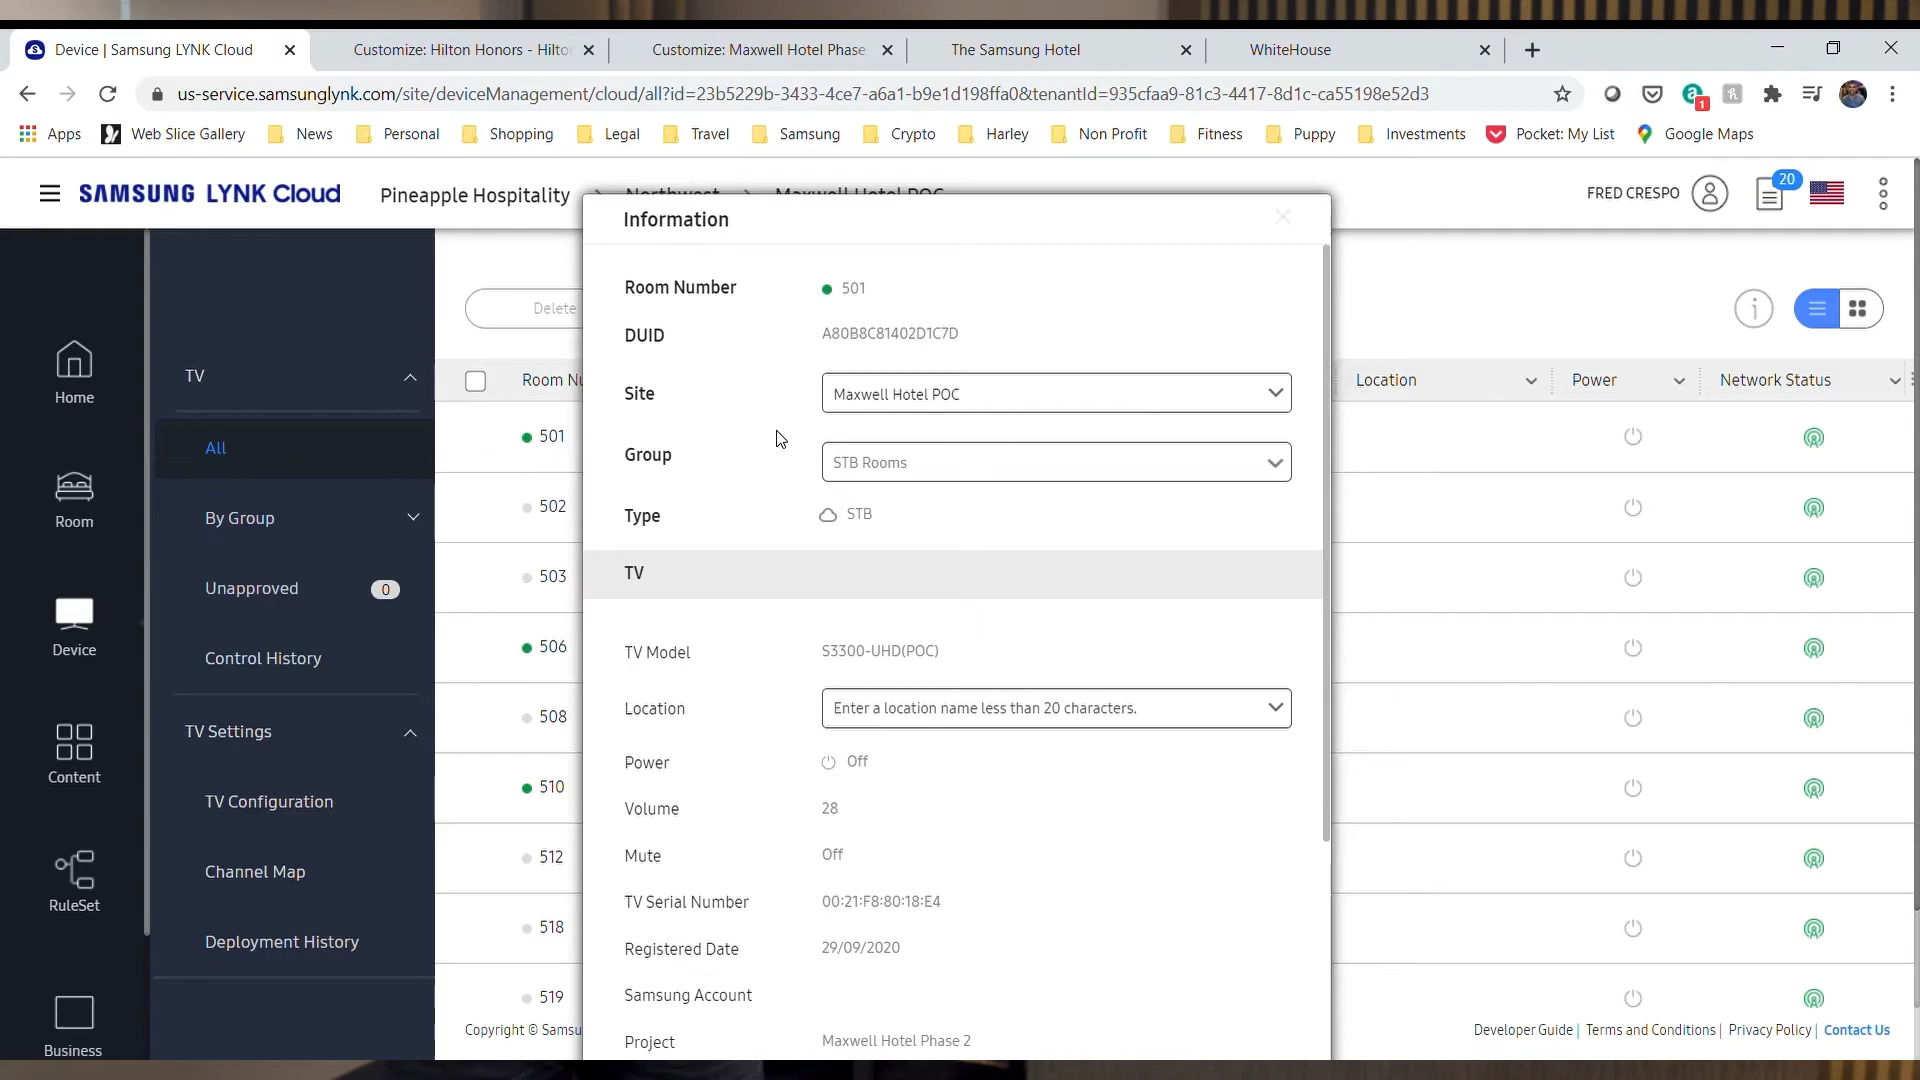 Device | Samsung LYNK Cloud
Customize: Hilton Honors - Hilto
Customize: Maxwell Hotel Phase
The Samsung Hotel
WhiteHouse
us-service.samsunglynk.com/site/deviceManagement/cloud/all?id=23b5229b-3433-4ce7-a6a1-b9e1d198ffa0&tenantId=935cfaa9-81c3-4417-8d1c-ca55198e52d3
1
Apps
Web Slice Gallery
News
Personal
Shopping
Legal
Travel
Samsung
Crypto
Harley
Non Profit
Fitness
Puppy
Investments
Pocket: My List
Google Maps
SAMSUNG LYNK Cloud
Pineapple Hospitality > Northwest > Maxwell Hotel POC
FRED CRESPO
20
Home
Room
Device
Content
RuleSet
Business
TV
All
By Group
Unapproved 0
Control History
TV Settings
TV Configuration
Channel Map
Deployment History
Delete
Room Nu
Location
Power
Network Status
501
502
503
506
508
510
512
518
519
Information
Room Number 501
DUID A80B8C81402D1C7D
Site Maxwell Hotel POC
Group STB Rooms
Type STB
TV
TV Model S3300-UHD(POC)
Location Enter a location name less than 20 characters.
Power Off
Volume 28
Mute Off
TV Serial Number 00:21:F8:80:18:E4
Registered Date 29/09/2020
Samsung Account
Project Maxwell Hotel Phase 2
Copyright © Samsu
Developer Guide | Terms and Conditions | Privacy Policy | Contact Us